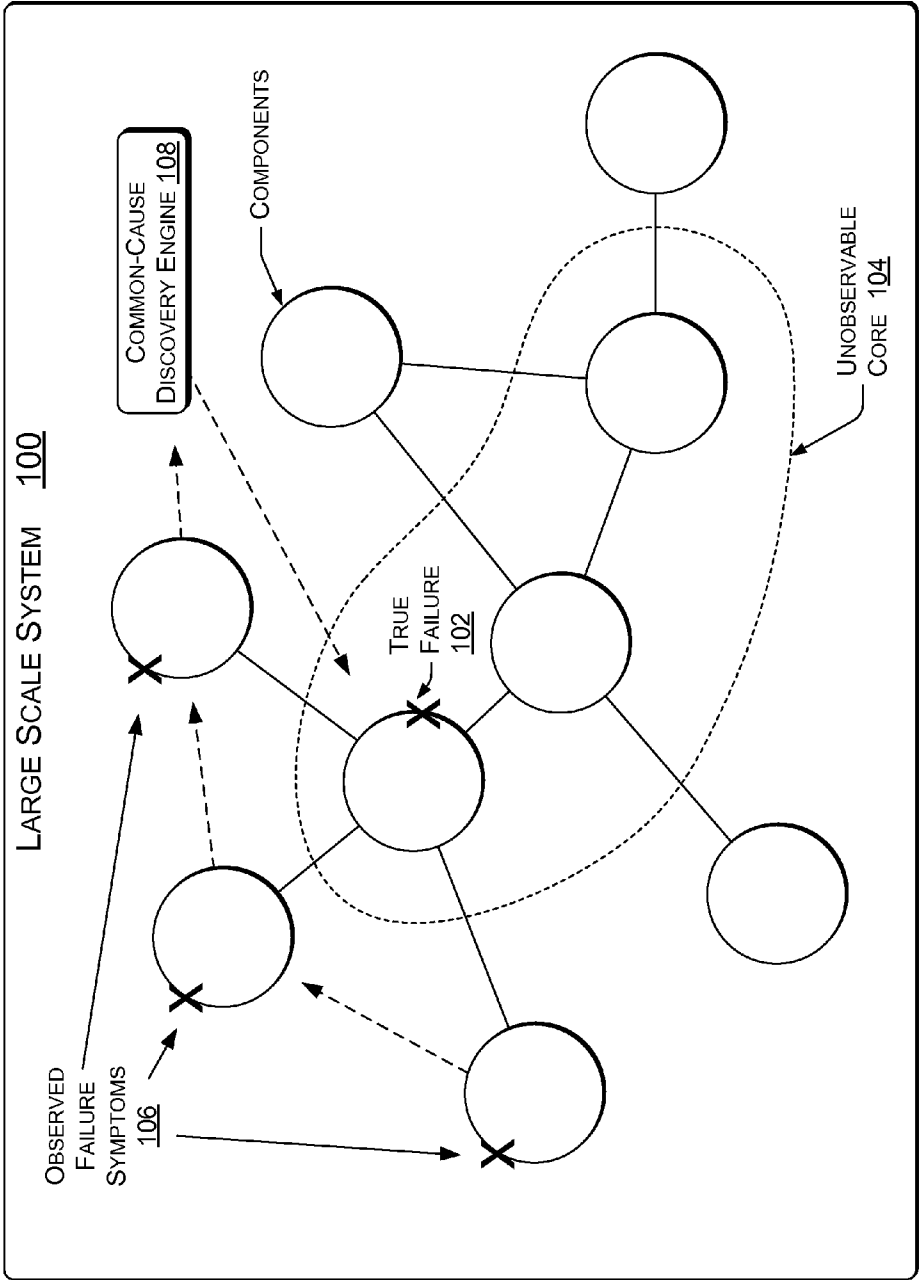 LARGE SCALE SYSTEM 100
OBSERVED
FAILURE
SYMPTOMS
106
COMMON-CAUSE
DISCOVERY ENGINE 108
COMPONENTS
TRUE
FAILURE
102
UNOBSERVABLE
CORE 104